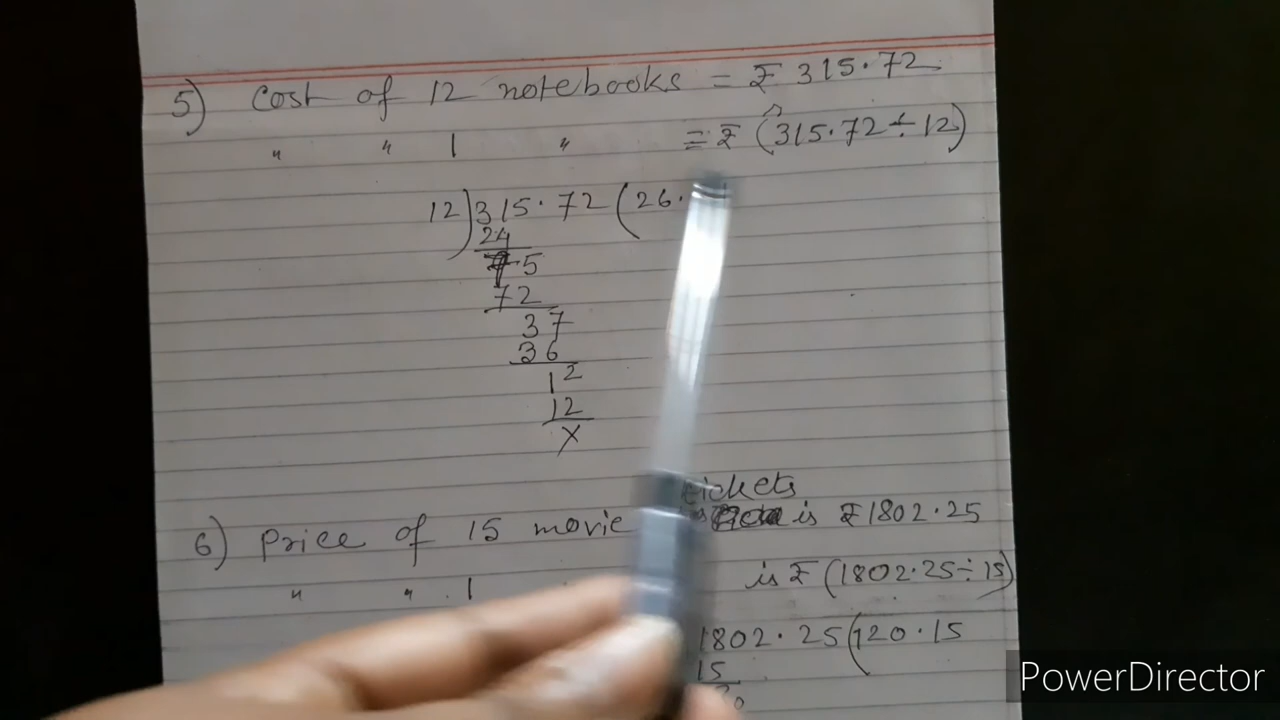 5) Cost of 12 notebooks = ₹ 315.72
" " 1 " = ₹ (315.72 ÷ 12)
12)315.72(26.
24
75
72
37
36
12
12
x
tickets
6) Price of 15 movie is ₹ 1802.25
" " 1 is ₹ (1802.25 ÷ 15)
1802.25(120.15
15
PowerDirector